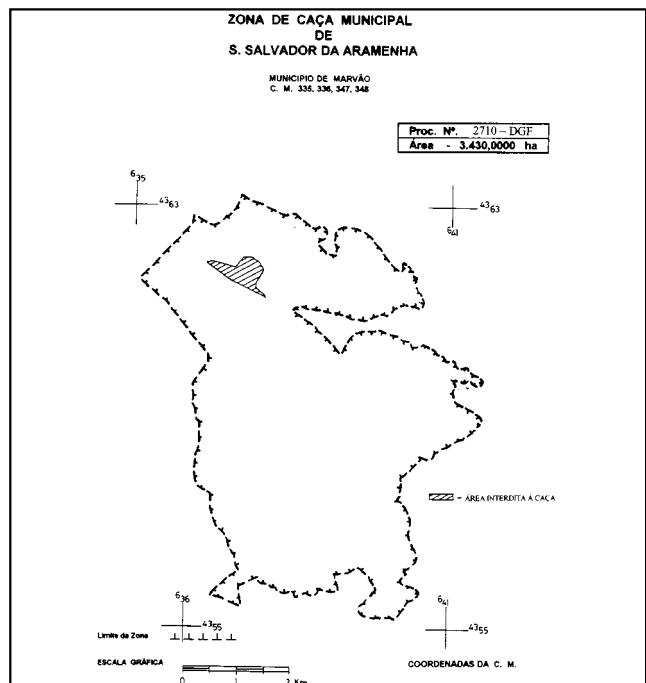 ZONA DE CAÇA MUNICIPAL
DE
S. SALVADOR DA ARAMENHA
MUNICIPIO DE MARVÃO
C. M. 335, 336, 347, 348
Proc. Nº. 2710 – DGF
Área - 3.430,0000 ha
635
4363
4363
641
= ÁREA INTERDITA À CAÇA
636
4355
641
4355
Limite da Zona
ESCALA GRÁFICA
0 1 2 Km
COORDENADAS DA C. M.